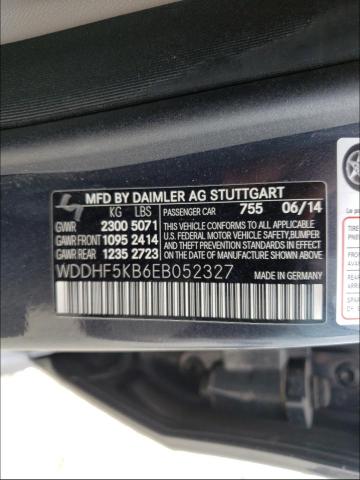 MFD BY DAIMLER AG STUTTGART
KG LBS
PASSENGER CAR 755 06/14
GVWR 2300 5071
GAWR FRONT 1095 2414
GAWR REAR 1235 2723
THIS VEHICLE CONFORMS TO ALL APPLICABLE
FEDERAL MOTOR VEHICLE SAFETY, BUMPER,
AND THEFT PREVENTION STANDARDS IN EFFECT
ON THE DATE OF MANUFACTURE SHOWN ABOVE.
WDDHF5KB6EB052327
MADE IN GERMANY
TIRE